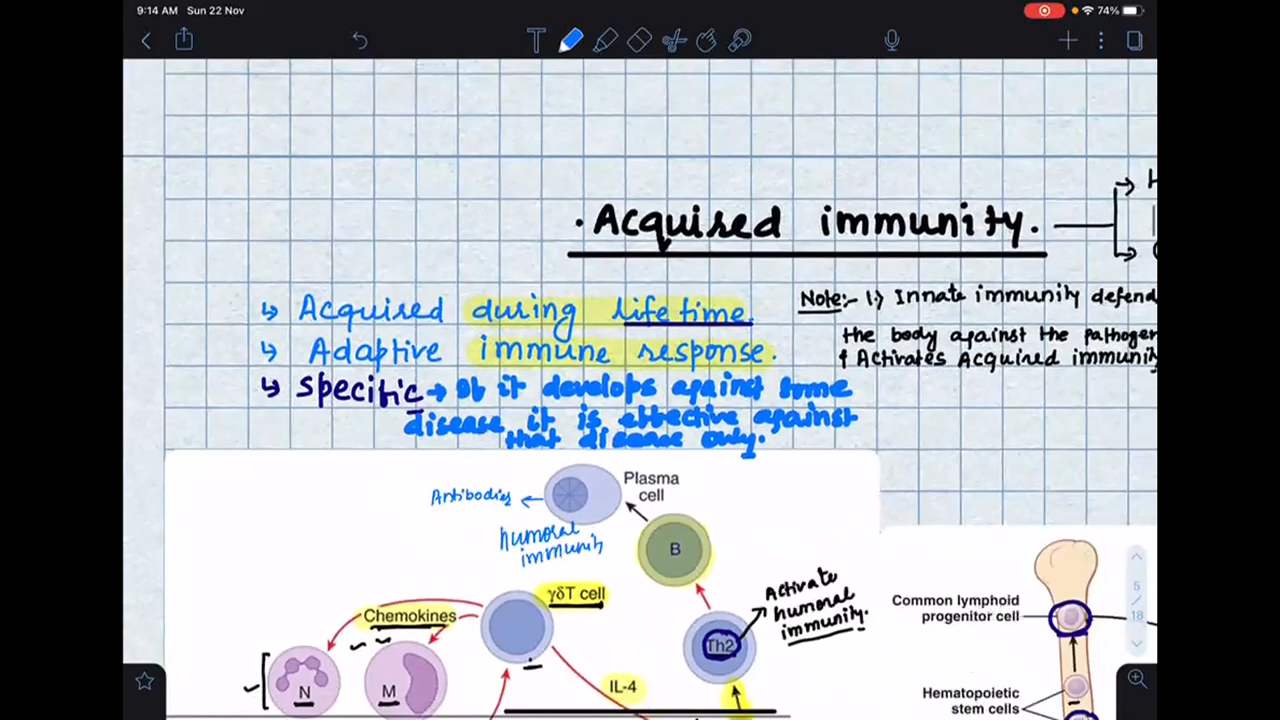 9:14 AM Sun 22 Nov
74%
· Acquired immunity.
↳ Acquired during life time.
↳ Adaptive immune response.
↳ Specific → If it develops against some
disease it is effective against
that disease only.
Note:- 1.) Innate immunity defend
the body against the pathogen
& Activates Acquired immunity
Plasma
cell
Antibodies
humoral
immunity
B
γδT cell
Chemokines
Activate
humoral
immunity.
Th2
N
M
IL-4
Common lymphoid
progenitor cell
Hematopoietic
stem cells
5
/
18